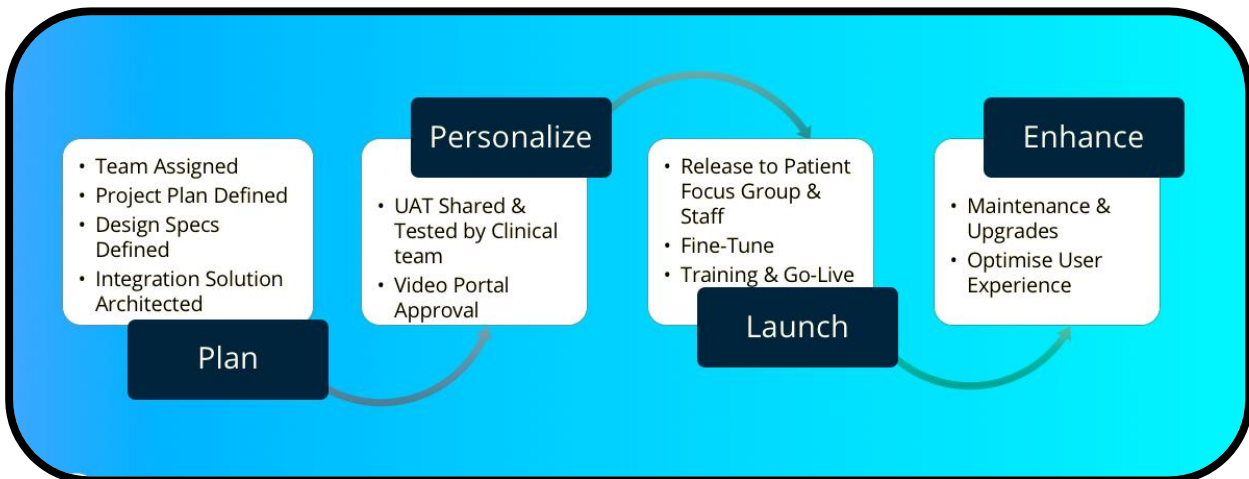 • Team Assigned
• Project Plan Defined
• Design Specs
Defined
• Integration Solution
Architected
Plan
Personalize
• UAT Shared &
Tested by Clinical
team
• Video Portal
Approval
• Release to Patient
Focus Group &
Staff
• Fine-Tune
• Training & Go-Live
Launch
Enhance
• Maintenance &
Upgrades
• Optimise User
Experience